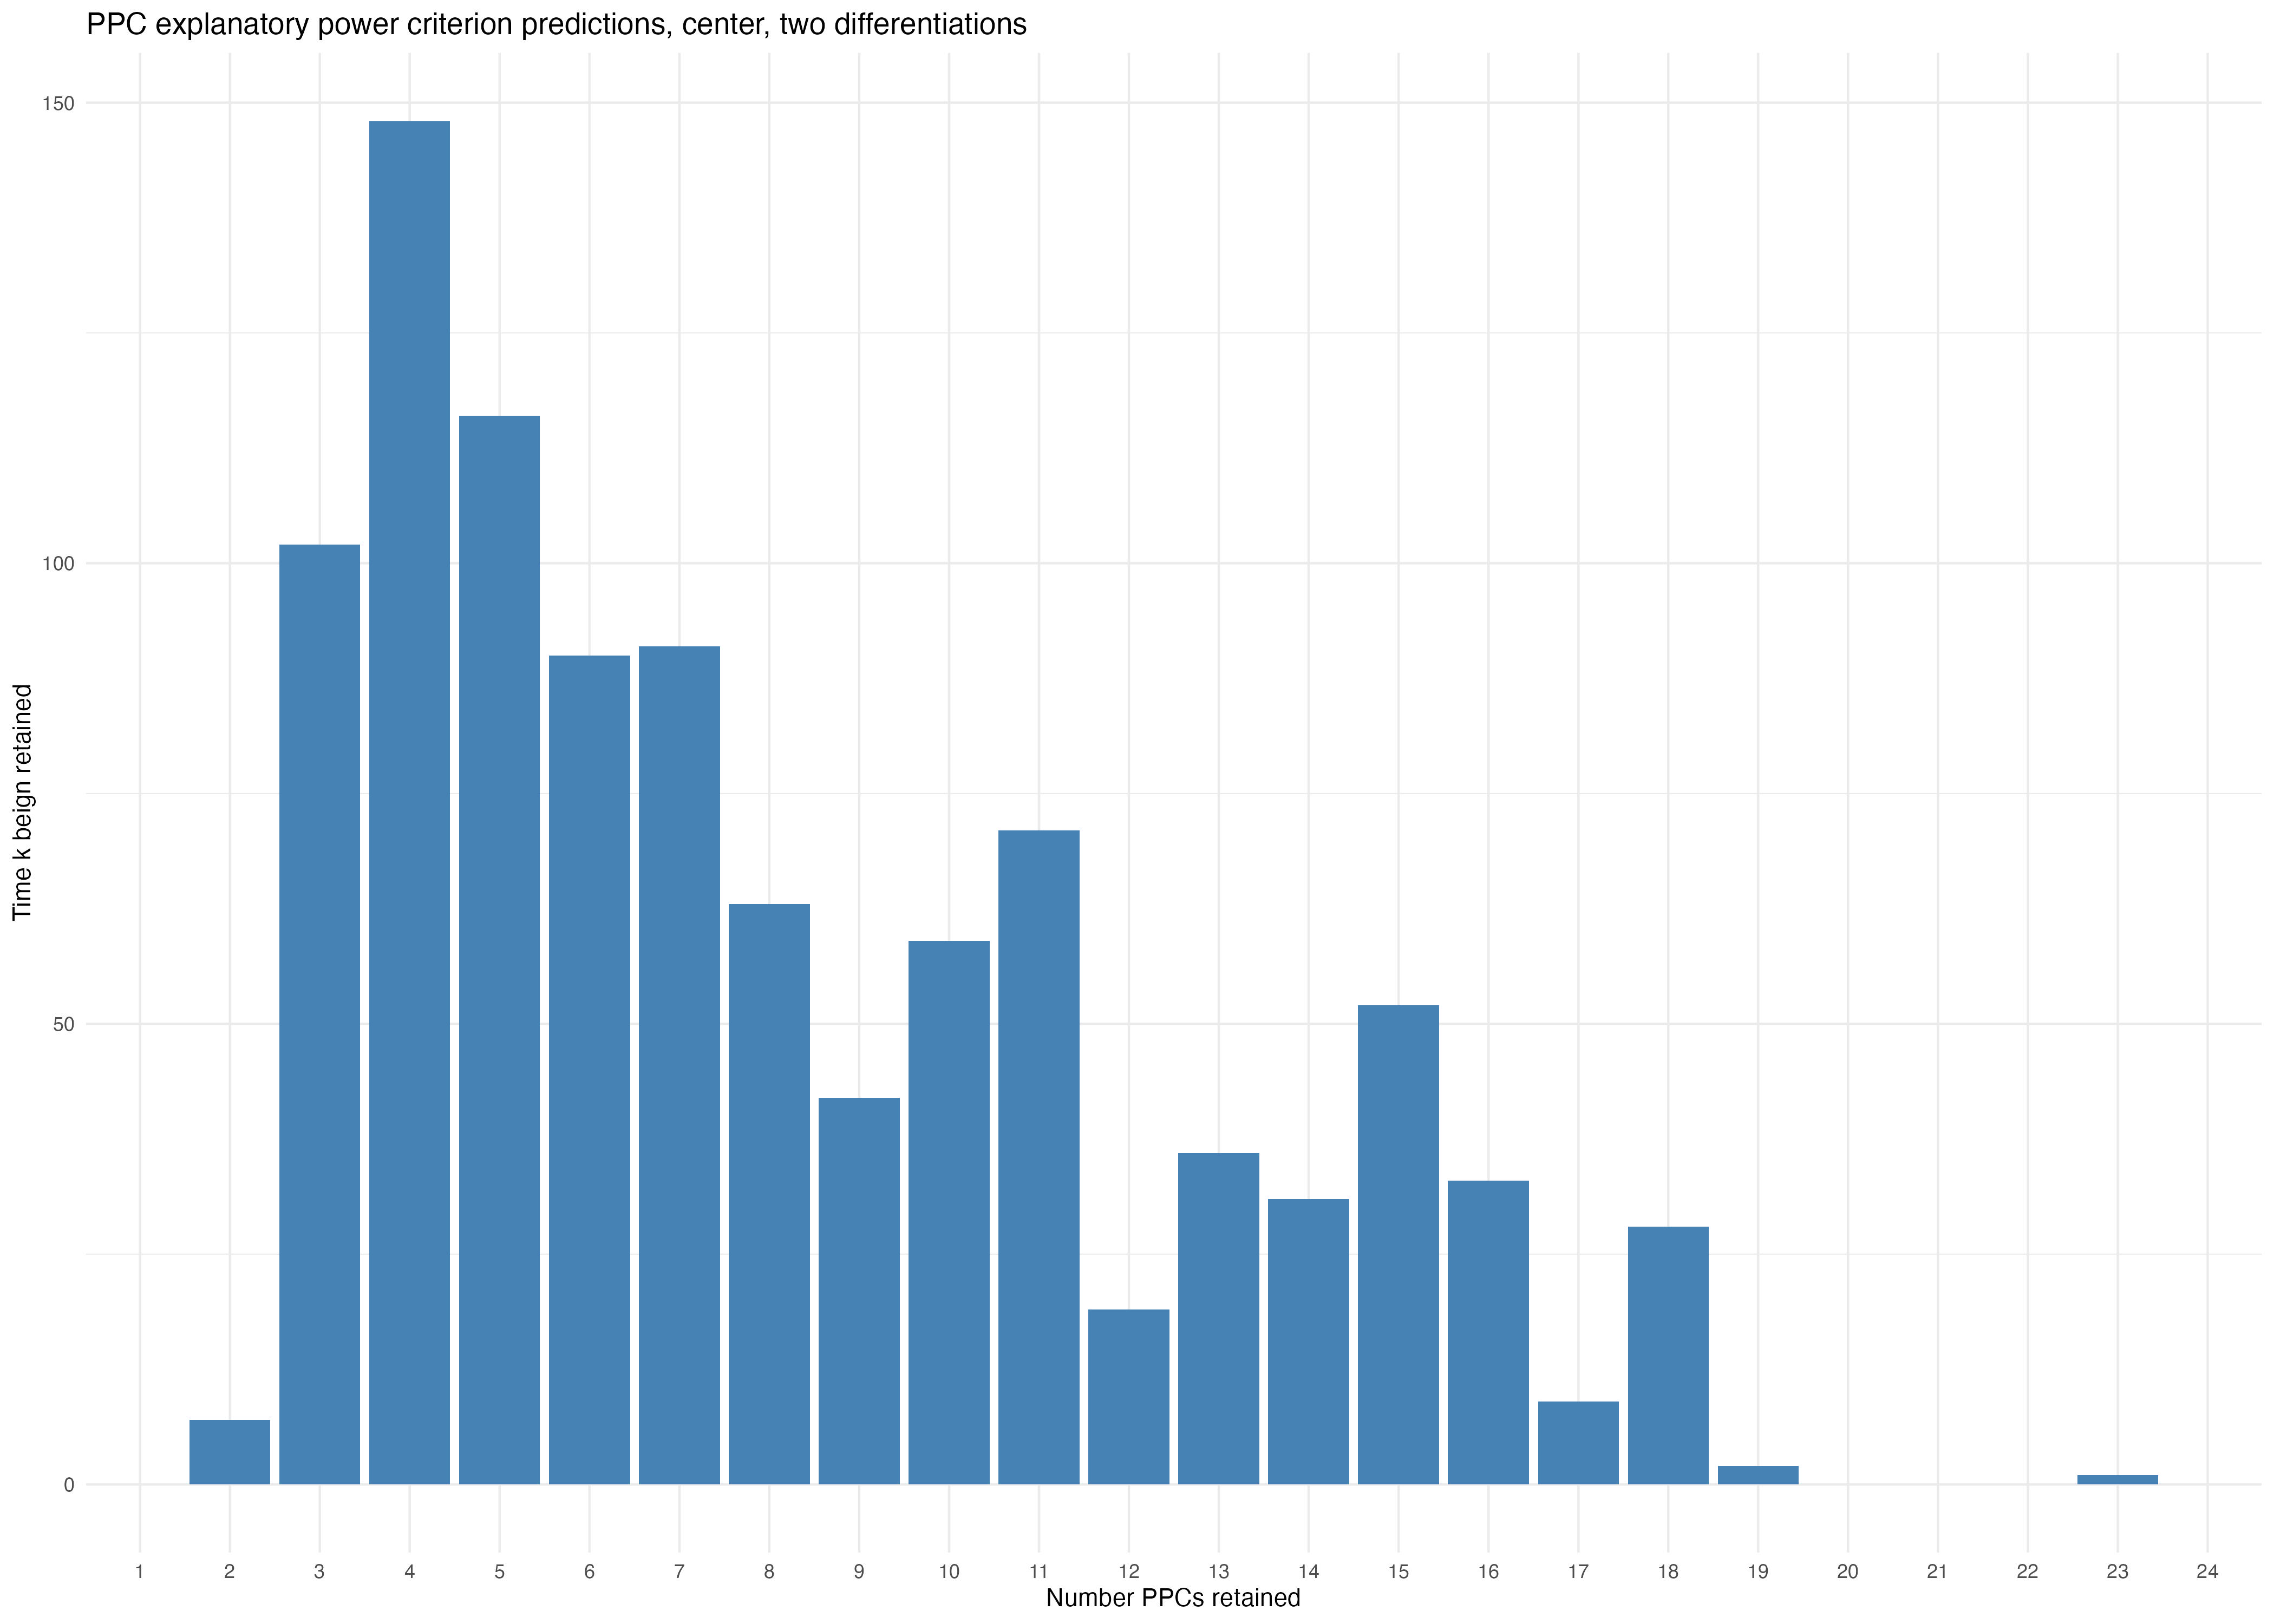 PPC explanatory power criterion predictions, center, two differentiations
150
100
50
0
Time k beign retained
1 2 3 4 5 6 7 8 9 10 11 12 13 14 15 16 17 18 19 20 21 22 23 24
Number PPCs retained